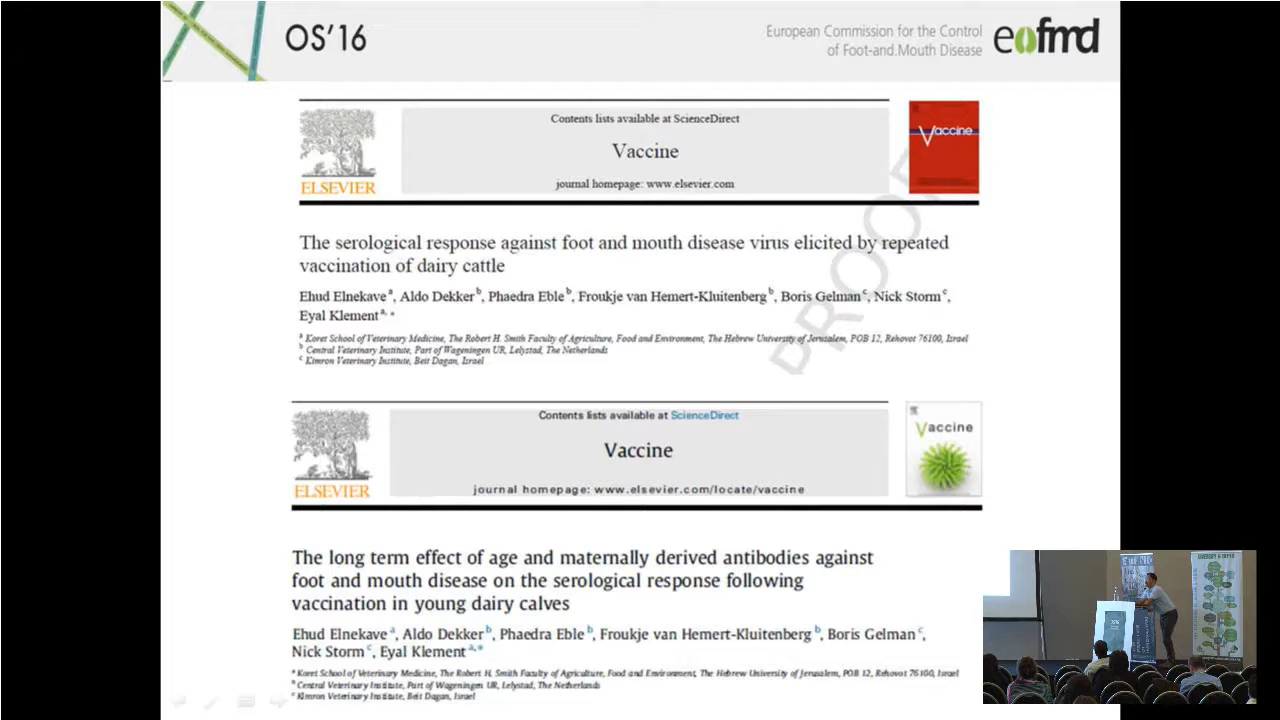 OS'16
European Commission for the Control
of Foot-and-Mouth Disease
eofmd
Contents lists available at ScienceDirect
Vaccine
journal homepage: www.elsevier.com
ELSEVIER
Vaccine
PROOF
The serological response against foot and mouth disease virus elicited by repeated
vaccination of dairy cattle
Ehud Elnekave a, Aldo Dekker b, Phaedra Eble b, Froukje van Hemert-Kluitenberg b, Boris Gelman c, Nick Storm c,
Eyal Klement a, *
a Koret School of Veterinary Medicine, The Robert H. Smith Faculty of Agriculture, Food and Environment, The Hebrew University of Jerusalem, POB 12, Rehovot 76100, Israel
b Central Veterinary Institute, Part of Wageningen UR, Lelystad, The Netherlands
c Kimron Veterinary Institute, Beit Dagan, Israel
Contents lists available at ScienceDirect
Vaccine
journal homepage: www.elsevier.com/locate/vaccine
ELSEVIER
Vaccine
The long term effect of age and maternally derived antibodies against
foot and mouth disease on the serological response following
vaccination in young dairy calves
Ehud Elnekave a, Aldo Dekker b, Phaedra Eble b, Froukje van Hemert-Kluitenberg b, Boris Gelman c,
Nick Storm c, Eyal Klement a,*
a Koret School of Veterinary Medicine, The Robert H. Smith Faculty of Agriculture, Food and Environment, The Hebrew University of Jerusalem, POB 12, Rehovot 76100, Israel
b Central Veterinary Institute, Part of Wageningen UR, Lelystad, The Netherlands
c Kimron Veterinary Institute, Beit Dagan, Israel